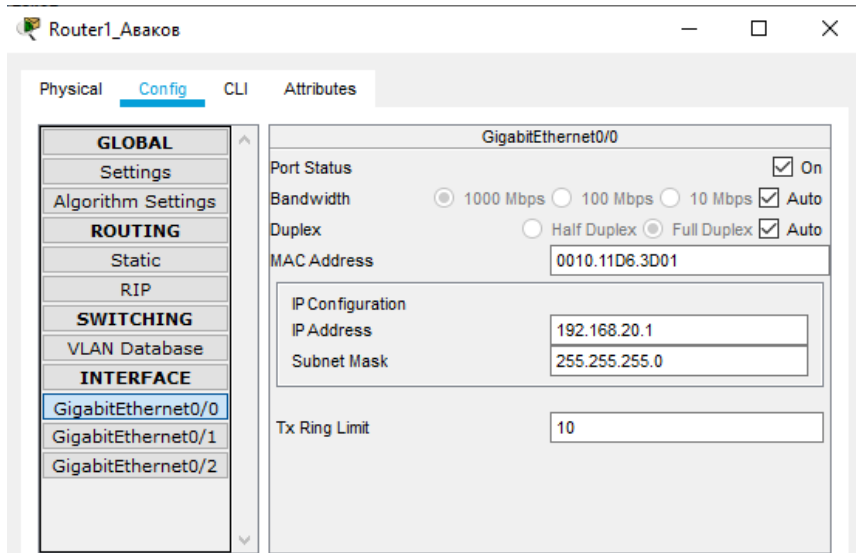 Router1_Аваков
Physical Config CLI Attributes
GLOBAL
Settings
Algorithm Settings
ROUTING
Static
RIP
SWITCHING
VLAN Database
INTERFACE
GigabitEthernet0/0
GigabitEthernet0/1
GigabitEthernet0/2
GigabitEthernet0/0
Port Status On
Bandwidth 1000 Mbps 100 Mbps 10 Mbps Auto
Duplex Half Duplex Full Duplex Auto
MAC Address 0010.11D6.3D01
IP Configuration
IP Address 192.168.20.1
Subnet Mask 255.255.255.0
Tx Ring Limit 10